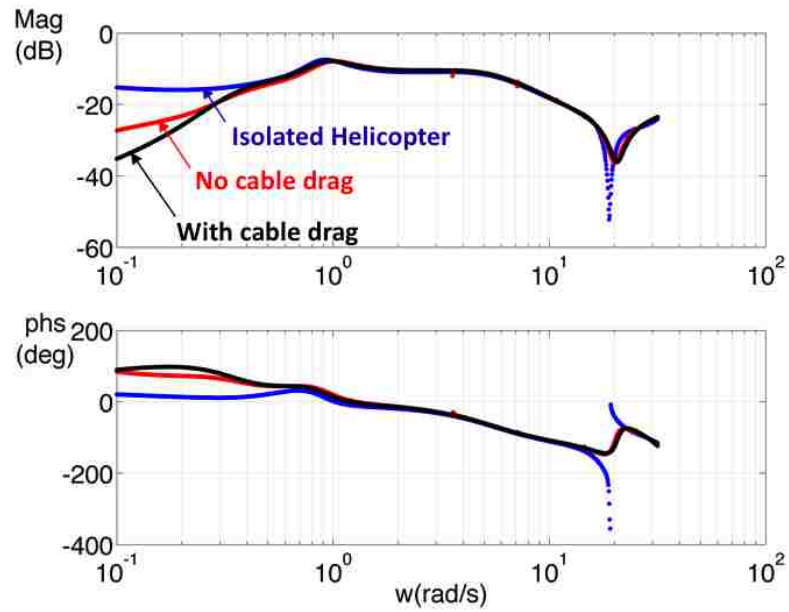 Mag
(dB)
0
-20
-40
-60
Isolated Helicopter
No cable drag
With cable drag
10^-1
10^0
10^1
10^2
phs
(deg)
200
0
-200
-400
10^-1
10^0
10^1
10^2
w(rad/s)